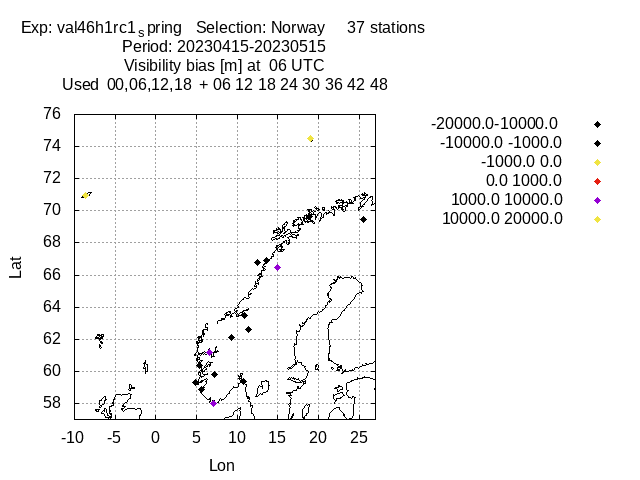 Exp: val46h1rc1spring   Selection: Norway     37 stations
Period: 20230415-20230515
Visibility bias [m] at  06 UTC
Used  00,06,12,18  + 06 12 18 24 30 36 42 48
-20000.0-10000.0
-10000.0 -1000.0
-1000.0 0.0
0.0 1000.0
1000.0 10000.0
10000.0 20000.0
76
74
72
70
68
66
64
62
60
58
Lat
-10 -5 0 5 10 15 20 25
Lon